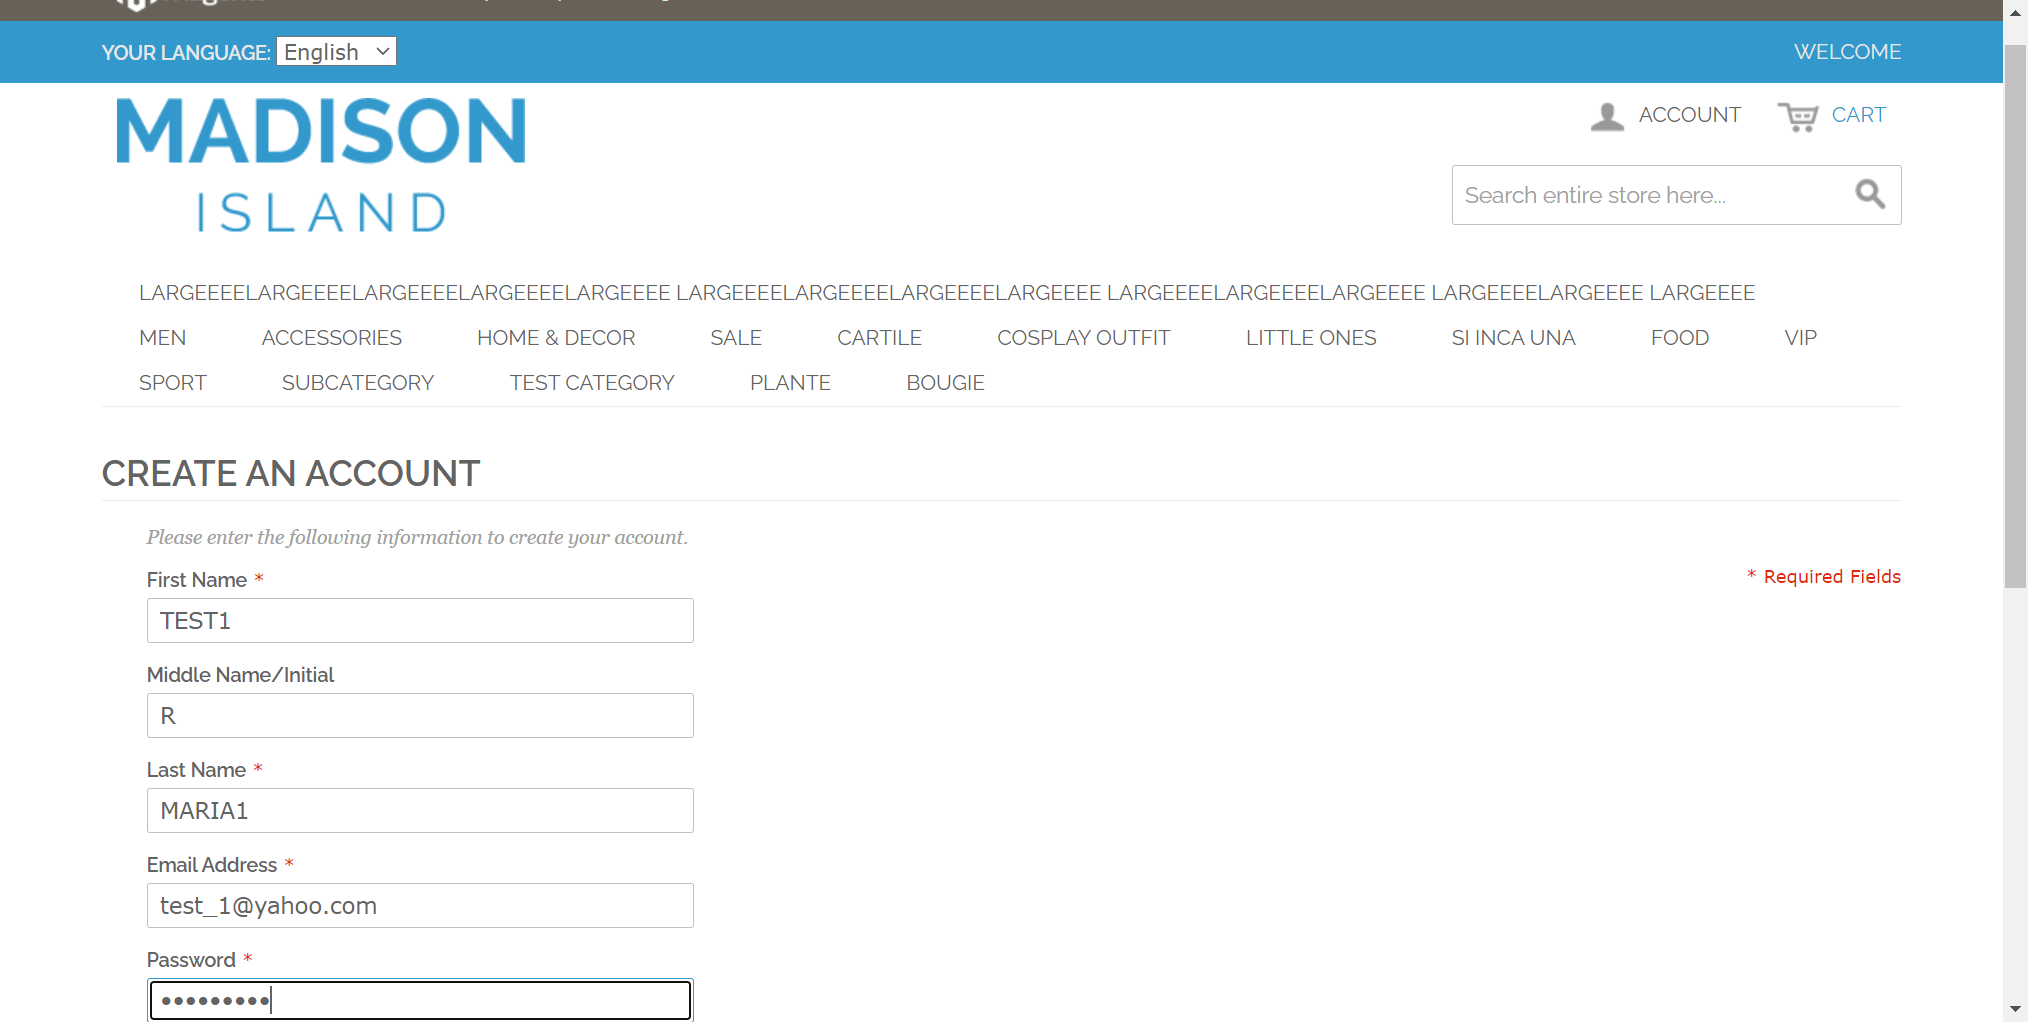 YOUR LANGUAGE: English
WELCOME
MADISON
ISLAND
ACCOUNT
CART
Search entire store here...
LARGEEEELARGEEEELARGEEEELARGEEEELARGEEEE LARGEEEELARGEEEELARGEEEELARGEEEE LARGEEEELARGEEEELARGEEEE LARGEEEELARGEEEE LARGEEEE
MEN ACCESSORIES HOME & DECOR SALE CARTILE COSPLAY OUTFIT LITTLE ONES SI INCA UNA FOOD VIP
SPORT SUBCATEGORY TEST CATEGORY PLANTE BOUGIE
CREATE AN ACCOUNT
Please enter the following information to create your account.
* Required Fields
First Name *
TEST1
Middle Name/Initial
R
Last Name *
MARIA1
Email Address *
test_1@yahoo.com
Password *
•••••••••